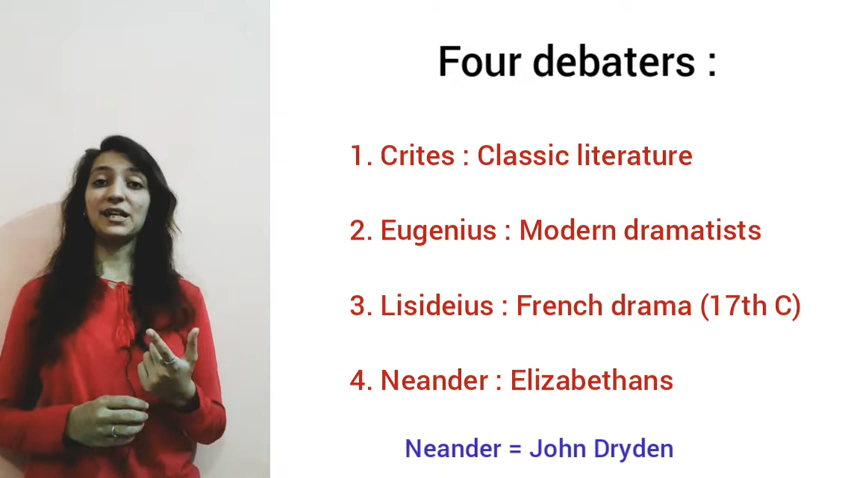 Four debaters :
1. Crites : Classic literature
2. Eugenius : Modern dramatists
3. Lisideius : French drama (17th C)
4. Neander : Elizabethans
Neander = John Dryden